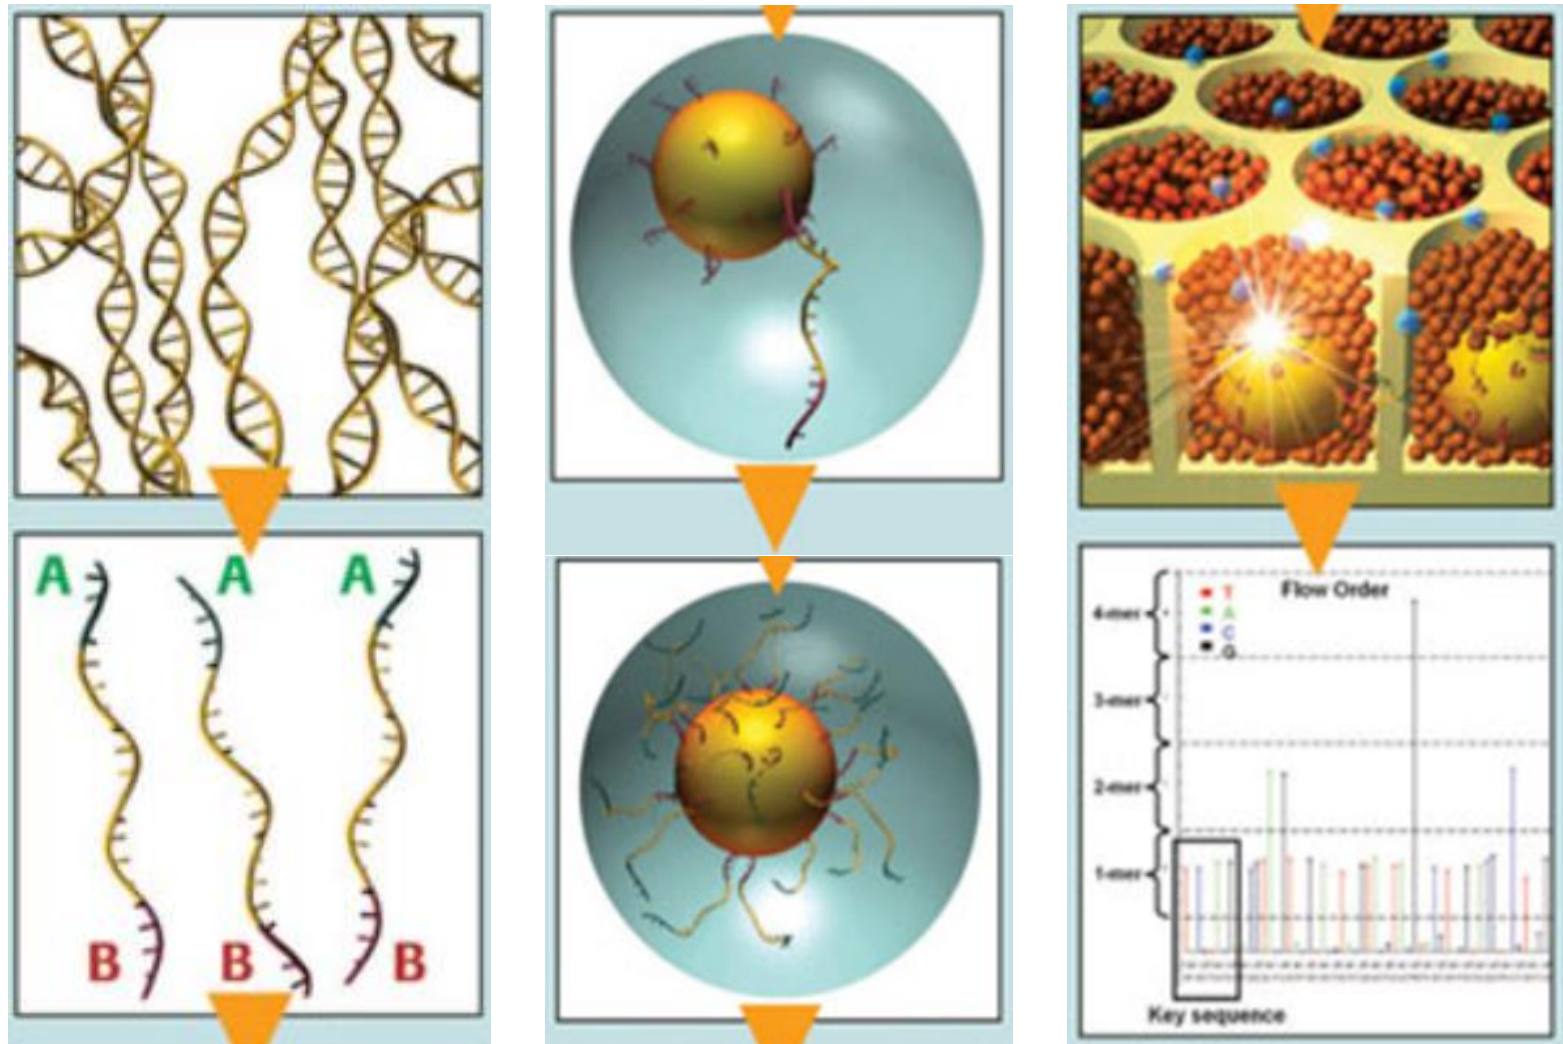 A A A
B B B
Flow Order
T
A
C
G
4-mer
3-mer
2-mer
1-mer
Key sequence